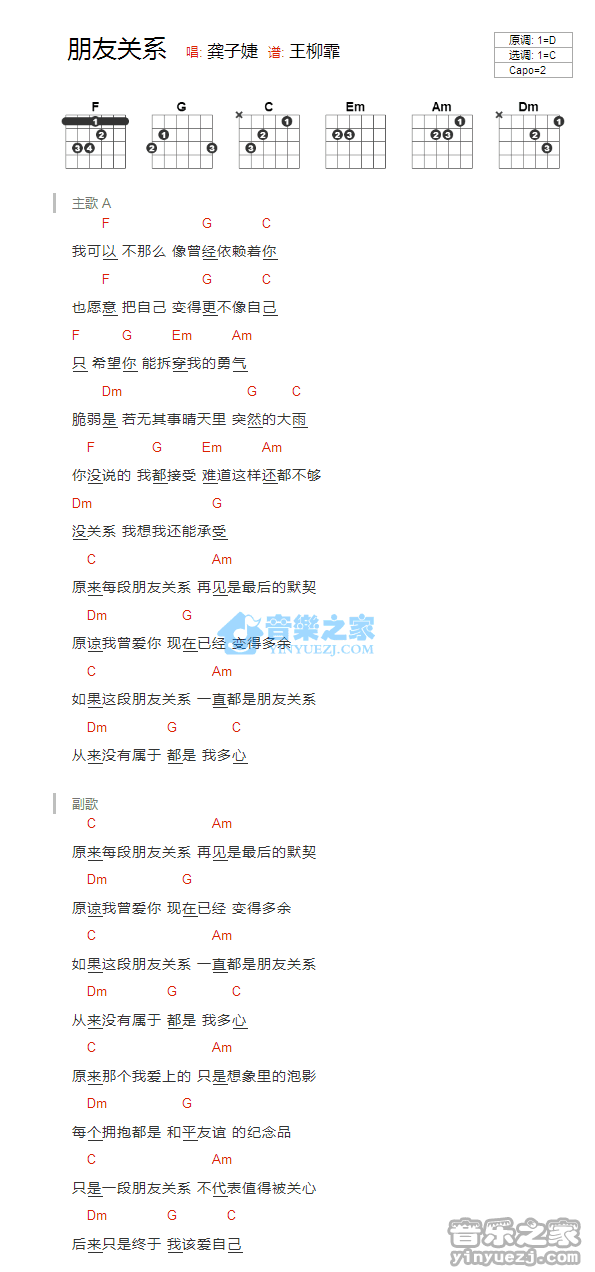 朋友关系 唱: 龚子婕 谱: 王柳霏
原调: 1=D
选调: 1=C
Capo=2
F G C Em Am Dm
主歌 A
F G C
我可以 不那么 像曾经依赖着你
F G C
也愿意 把自己 变得更不像自己
F G Em Am
只 希望你 能拆穿我的勇气
Dm G C
脆弱是 若无其事晴天里 突然的大雨
F G Em Am
你没说的 我都接受 难道这样还都不够
Dm G
没关系 我想我还能承受
C Am
原来每段朋友关系 再见是最后的默契
Dm G
原谅我曾爱你 现在已经 变得多余
C Am
如果这段朋友关系 一直都是朋友关系
Dm G C
从来没有属于 都是 我多心
音樂之家
YINYUEZJ.COM
副歌
C Am
原来每段朋友关系 再见是最后的默契
Dm G
原谅我曾爱你 现在已经 变得多余
C Am
如果这段朋友关系 一直都是朋友关系
Dm G C
从来没有属于 都是 我多心
C Am
原来那个我爱上的 只是想象里的泡影
Dm G
每个拥抱都是 和平友谊 的纪念品
C Am
只是一段朋友关系 不代表值得被关心
Dm G C
后来只是终于 我该爱自己
音乐之家
yinyuezj.com